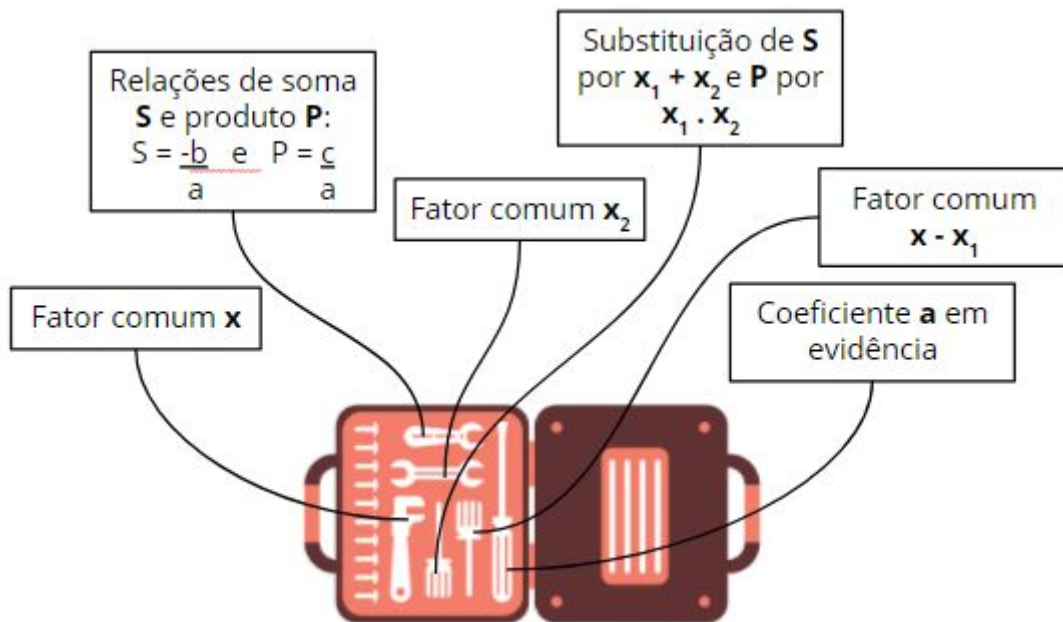 Relações de soma
S e produto P:
S = -b e P = c
a a
Substituição de S
por x₁ + x₂ e P por
x₁ . x₂
Fator comum x₂
Fator comum
x - x₁
Fator comum x
Coeficiente a em
evidência